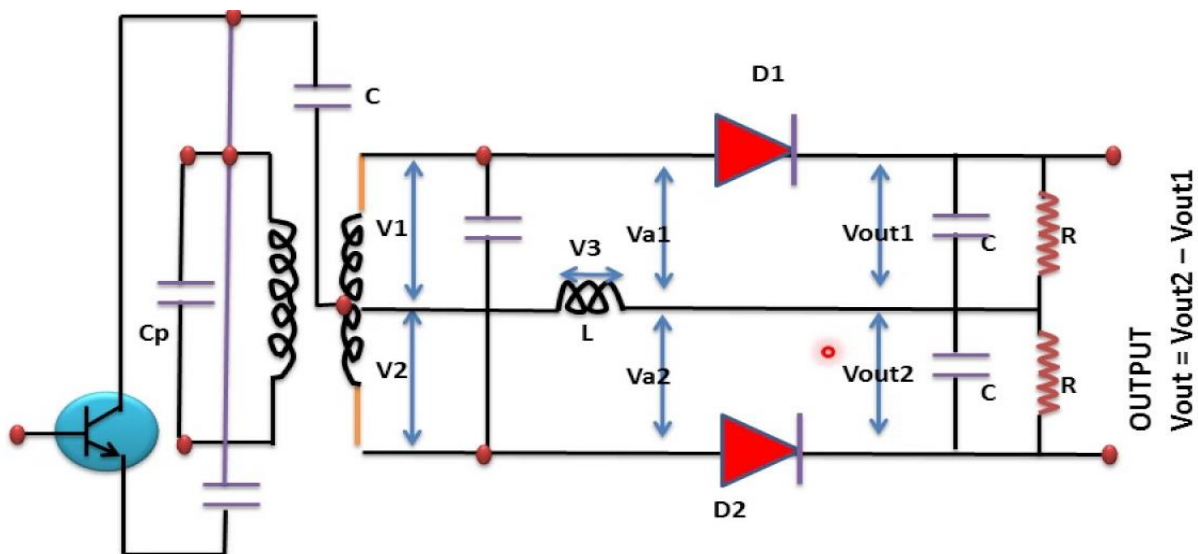 D1
C
V1
V3
Va1
Vout1
C
R
Cp
L
V2
Va2
Vout2
C
R
D2
OUTPUT
Vout = Vout2 – Vout1